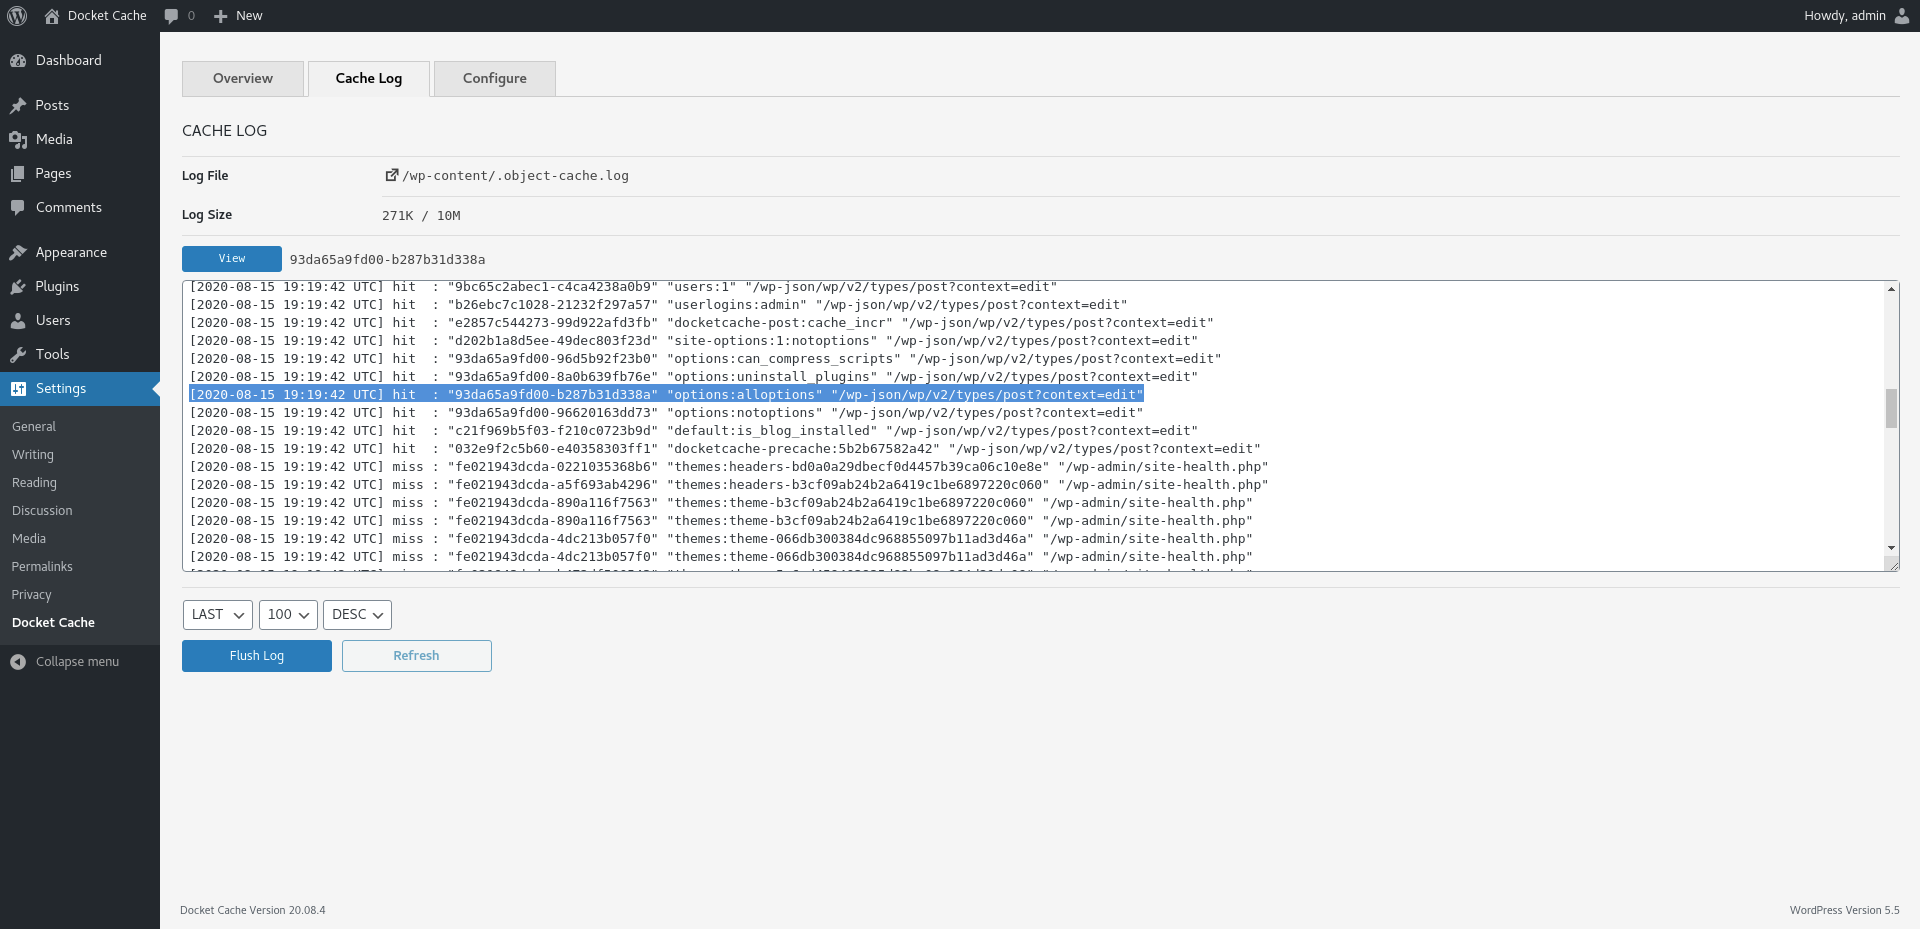 Docket Cache 0 New Howdy, admin
Dashboard
Posts
Media
Pages
Comments
Appearance
Plugins
Users
Tools
Settings
General
Writing
Reading
Discussion
Media
Permalinks
Privacy
Docket Cache
Collapse menu
Overview Cache Log Configure
CACHE LOG
Log File /wp-content/.object-cache.log
Log Size 271K / 10M
View 93da65a9fd00-b287b31d338a
[2020-08-15 19:19:42 UTC] hit  : "9bc65c2abec1-c4ca4238a0b9" "users:1" "/wp-json/wp/v2/types/post?context=edit"
[2020-08-15 19:19:42 UTC] hit  : "b26ebc7c1028-21232f297a57" "userlogins:admin" "/wp-json/wp/v2/types/post?context=edit"
[2020-08-15 19:19:42 UTC] hit  : "e2857c544273-99d922afd3fb" "docketcache-post:cache_incr" "/wp-json/wp/v2/types/post?context=edit"
[2020-08-15 19:19:42 UTC] hit  : "d202b1a8d5ee-49dec803f23d" "site-options:1:notoptions" "/wp-json/wp/v2/types/post?context=edit"
[2020-08-15 19:19:42 UTC] hit  : "93da65a9fd00-96d5b92f23b0" "options:can_compress_scripts" "/wp-json/wp/v2/types/post?context=edit"
[2020-08-15 19:19:42 UTC] hit  : "93da65a9fd00-8a0b639fb76e" "options:uninstall_plugins" "/wp-json/wp/v2/types/post?context=edit"
[2020-08-15 19:19:42 UTC] hit  : "93da65a9fd00-b287b31d338a" "options:alloptions" "/wp-json/wp/v2/types/post?context=edit"
[2020-08-15 19:19:42 UTC] hit  : "93da65a9fd00-96620163dd73" "options:notoptions" "/wp-json/wp/v2/types/post?context=edit"
[2020-08-15 19:19:42 UTC] hit  : "c21f969b5f03-f210c0723b9d" "default:is_blog_installed" "/wp-json/wp/v2/types/post?context=edit"
[2020-08-15 19:19:42 UTC] hit  : "032e9f2c5b60-e40358303ff1" "docketcache-precache:5b2b67582a42" "/wp-json/wp/v2/types/post?context=edit"
[2020-08-15 19:19:42 UTC] miss : "fe021943dcda-0221035368b6" "themes:headers-bd0a0a29dbecf0d4457b39ca06c10e8e" "/wp-admin/site-health.php"
[2020-08-15 19:19:42 UTC] miss : "fe021943dcda-a5f693ab4296" "themes:headers-b3cf09ab24b2a6419c1be6897220c060" "/wp-admin/site-health.php"
[2020-08-15 19:19:42 UTC] miss : "fe021943dcda-890a116f7563" "themes:theme-b3cf09ab24b2a6419c1be6897220c060" "/wp-admin/site-health.php"
[2020-08-15 19:19:42 UTC] miss : "fe021943dcda-890a116f7563" "themes:theme-b3cf09ab24b2a6419c1be6897220c060" "/wp-admin/site-health.php"
[2020-08-15 19:19:42 UTC] miss : "fe021943dcda-4dc213b057f0" "themes:theme-066db300384dc968855097b11ad3d46a" "/wp-admin/site-health.php"
[2020-08-15 19:19:42 UTC] miss : "fe021943dcda-4dc213b057f0" "themes:theme-066db300384dc968855097b11ad3d46a" "/wp-admin/site-health.php"
LAST 100 DESC
Flush Log Refresh
Docket Cache Version 20.08.4 WordPress Version 5.5